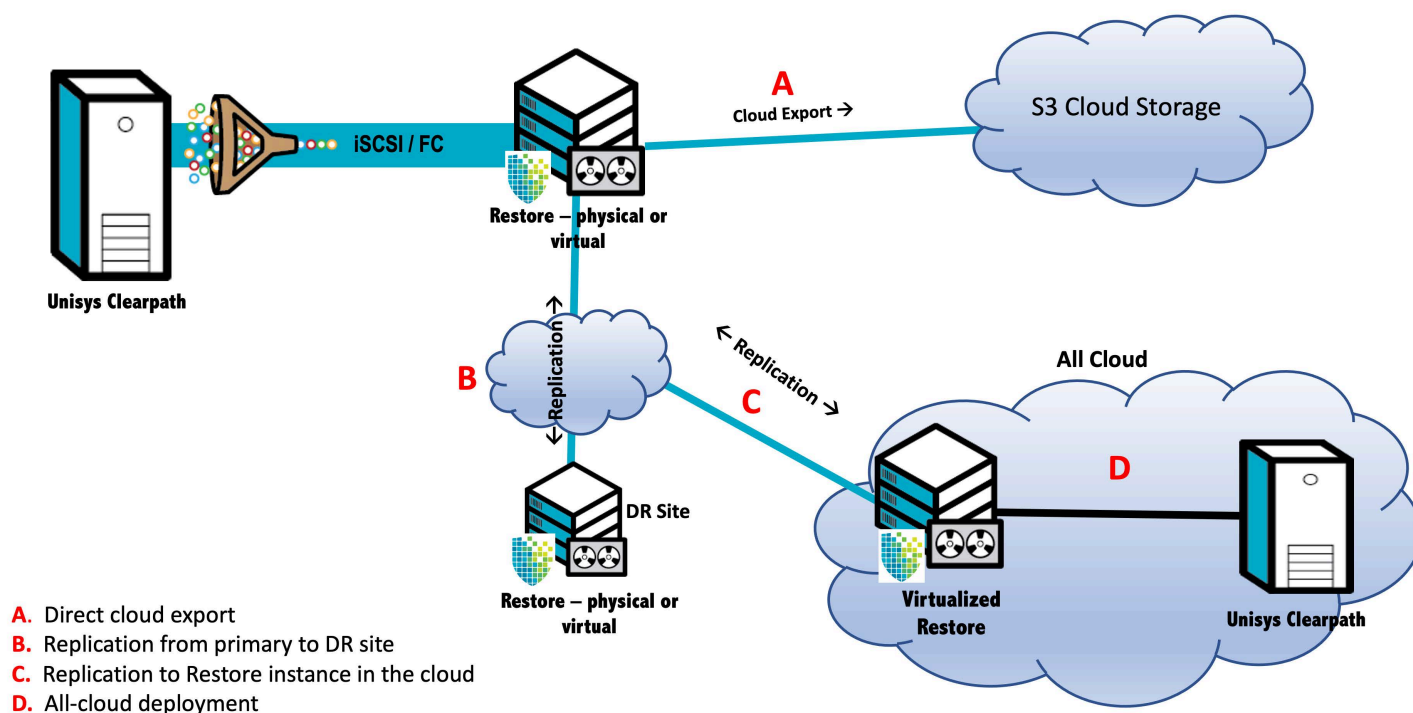 A
Cloud Export →
S3 Cloud Storage
iSCSI / FC
Restore – physical or
virtual
Unisys Clearpath
B
← Replication →
← Replication →
C
All Cloud
D
DR Site
Restore – physical or
virtual
Virtualized
Restore
Unisys Clearpath
A. Direct cloud export
B. Replication from primary to DR site
C. Replication to Restore instance in the cloud
D. All-cloud deployment